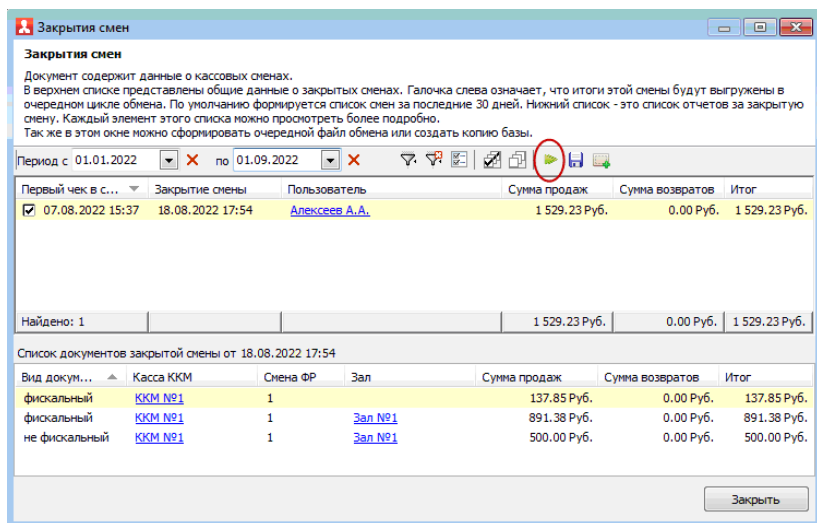 Закрытия смен
Закрытия смен
Документ содержит данные о кассовых сменах.
В верхнем списке представлены общие данные о закрытых сменах. Галочка слева означает, что итоги этой смены будут выгружены в
очередном цикле обмена. По умолчанию формируется список смен за последние 30 дней. Нижний список - это список отчетов за закрытую
смену. Каждый элемент этого списка можно просмотреть более подробно.
Так же в этом окне можно сформировать очередной файл обмена или создать копию базы.
Период с 01.01.2022 по 01.09.2022
Первый чек в с... Закрытие смены Пользователь Сумма продаж Сумма возвратов Итог
07.08.2022 15:37 18.08.2022 17:54 Алексеев А.А. 1 529.23 Руб. 0.00 Руб. 1 529.23 Руб.
Найдено: 1 1 529.23 Руб. 0.00 Руб. 1 529.23 Руб.
Список документов закрытой смены от 18.08.2022 17:54
Вид докум... Касса ККМ Смена ФР Зал Сумма продаж Сумма возвратов Итог
фискальный ККМ №1 1 137.85 Руб. 0.00 Руб. 137.85 Руб.
фискальный ККМ №1 1 Зал №1 891.38 Руб. 0.00 Руб. 891.38 Руб.
не фискальный ККМ №1 1 Зал №1 500.00 Руб. 0.00 Руб. 500.00 Руб.
Закрыть